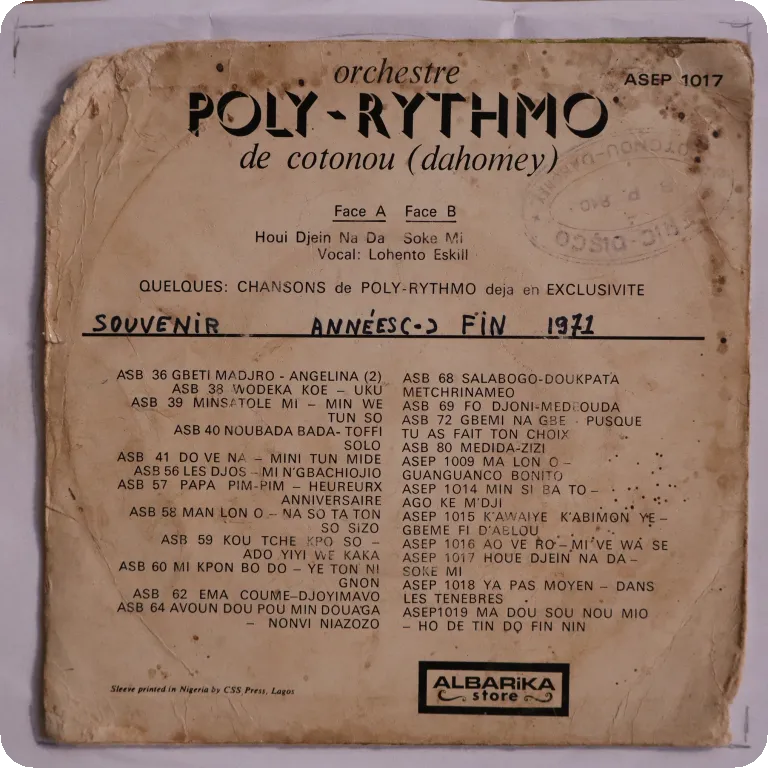 orchestre
ASEP 1017
POLY-RYTHMO
de cotonou (dahomey)
Face A Face B
Houi Djein Na Da Soke Mi
Vocal: Lohento Eskill
QUELQUES: CHANSONS de POLY-RYTHMO deja en EXCLUSIVITE
SOUVENIR ANNÉES FIN 1971
ASB 36 GBETI MADJRO - ANGELINA (2)
ASB 38 WODEKA KOE – UKU
ASB 39 MINSATOLE MI – MIN WE
TUN SO
ASB 40 NOUBADA BADA- TOFFI
SOLO
ASB 41 DO VE NA – MINI TUN MIDE
ASB 56 LES DJOS – MI N'GBACHIOJIO
ASB 57 PAPA PIM-PIM – HEUREURX
ANNIVERSAIRE
ASB 58 MAN LON O – NA SO TA TON
SO SIZO
ASB 59 KOU TCHE KPO SO –
ADO YIYI WE KAKA
ASB 60 MI KPON BO DO – YE TON NI
GNON
ASB 62 EMA COUME–DJOYIMAVO
ASB 64 AVOUN DOU POU MIN DOUAGA
– NONVI NIAZOZO
ASB 68 SALABOGO-DOUKPATA
METCHRINAMEO
ASB 69 FO DJONI-MEDEOUDA
ASB 72 GBEMI NA GBE - PUSQUE
TU AS FAIT TON CHOIX
ASB 80 MEDIDA-ZIZI
ASEP 1009 MA LON O –
GUANGUANCO BONITO
ASEP 1014 MIN SI BA TO –
AGO KE M'DJI
ASEP 1015 K'AWAIYE K'ABIMON YE –
GBEME FI D'ABLOU
ASEP 1016 AO VE RO – MI VE WA SE
ASEP 1017 HOUE DJEIN NA DA –
SOKE MI
ASEP 1018 YA PAS MOYEN – DANS
LES TENEBRES
ASEP1019 MA DOU SOU NOU MIO
– HO DE TIN DO FIN NIN
Sleeve printed in Nigeria by CSS Press, Lagos
ALBARiKA
store